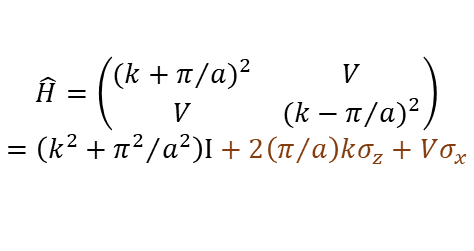 Ĥ = ( (k + π/a)² V
V (k − π/a)² )
= (k² + π²/a²)I + 2(π/a)kσ_z + Vσ_x